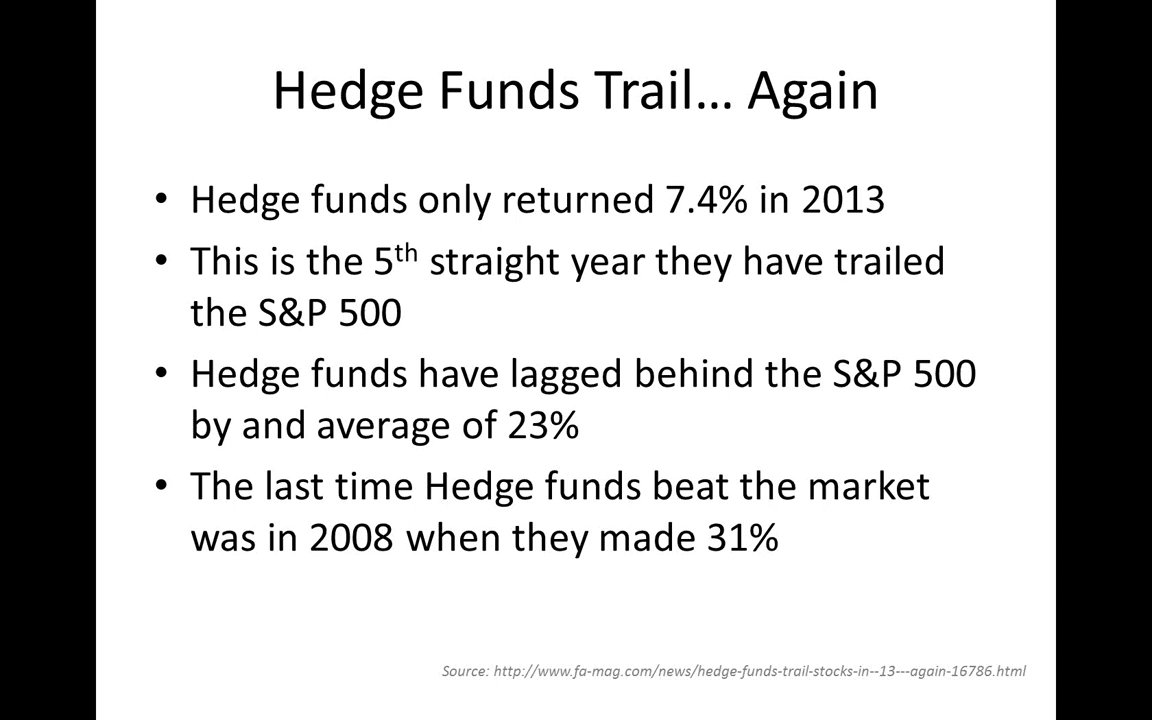 Hedge Funds Trail... Again
• Hedge funds only returned 7.4% in 2013
• This is the 5th straight year they have trailed
the S&P 500
• Hedge funds have lagged behind the S&P 500
by and average of 23%
• The last time Hedge funds beat the market
was in 2008 when they made 31%
Source: http://www.fa-mag.com/news/hedge-funds-trail-stocks-in--13---again-16786.html